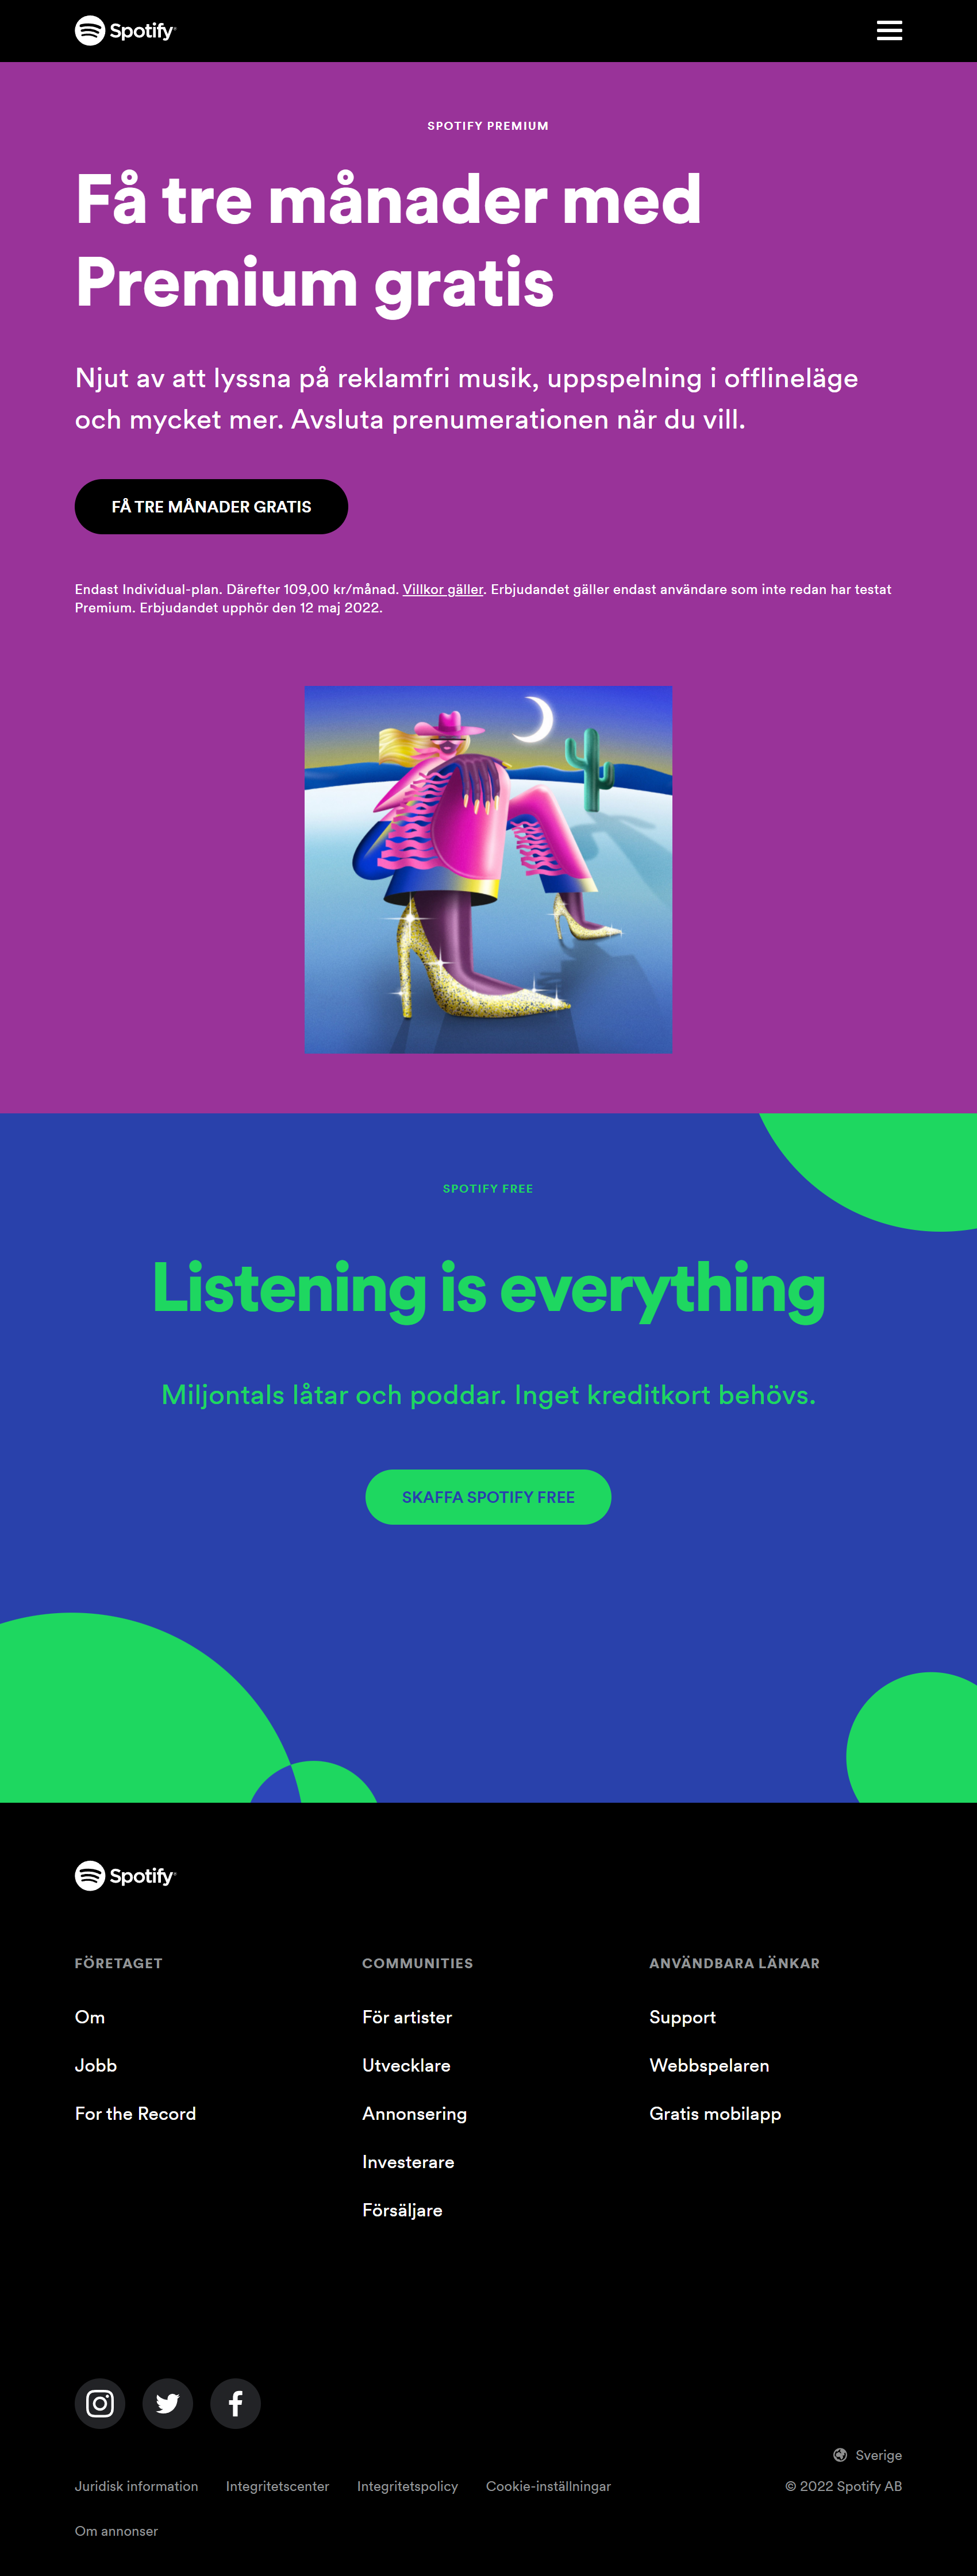 Spotify
SPOTIFY PREMIUM
Få tre månader med
Premium gratis
Njut av att lyssna på reklamfri musik, uppspelning i offlineläge
och mycket mer. Avsluta prenumerationen när du vill.
FÅ TRE MÅNADER GRATIS
Endast Individual-plan. Därefter 109,00 kr/månad. Villkor gäller. Erbjudandet gäller endast användare som inte redan har testat
Premium. Erbjudandet upphör den 12 maj 2022.
SPOTIFY FREE
Listening is everything
Miljontals låtar och poddar. Inget kreditkort behövs.
SKAFFA SPOTIFY FREE
Spotify
FÖRETAGET
Om
Jobb
For the Record
COMMUNITIES
För artister
Utvecklare
Annonsering
Investerare
Försäljare
ANVÄNDBARA LÄNKAR
Support
Webbspelaren
Gratis mobilapp
Sverige
Juridisk information Integritetscenter Integritetspolicy Cookie-inställningar
© 2022 Spotify AB
Om annonser